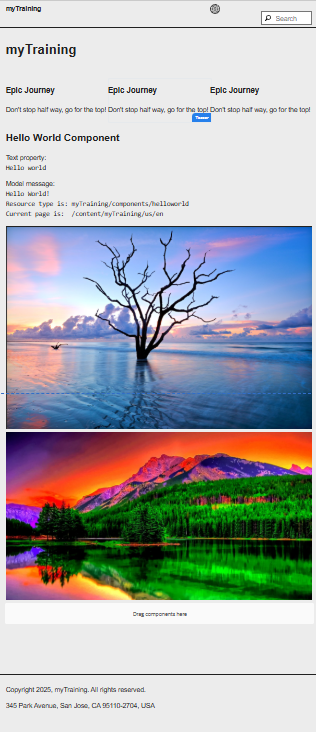 myTraining
Search
myTraining
Epic Journey Epic Journey Epic Journey
Don't stop half way, go for the top! Don't stop half way, go for the top! Don't stop half way, go for the top!
Teaser
Hello World Component
Text property:
Hello world
Model message:
Hello World!
Resource type is: myTraining/components/helloworld
Current page is:  /content/myTraining/us/en
Drag components here
Copyright 2025, myTraining. All rights reserved.
345 Park Avenue, San Jose, CA 95110-2704, USA